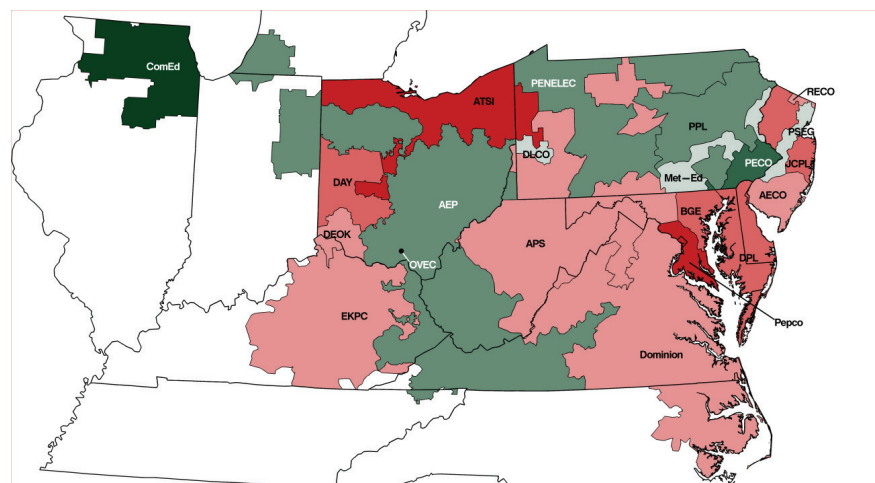 ComEd
RECO
PENELEC
ATSI
PSEG
PPL
DLCO
PECO
JCPL
Met-Ed
DAY
AECO
AEP
BGE
DEOK
APS
DPL
OVEC
EKPC
Pepco
Dominion